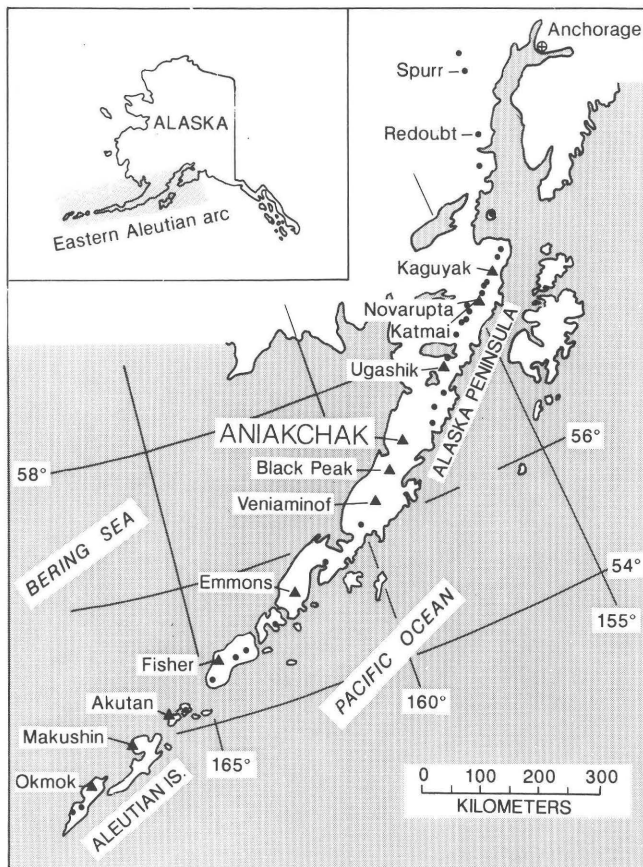 Anchorage
Spurr
ALASKA
Redoubt
Eastern Aleutian arc
Kaguyak
Novarupta
Katmai
Ugashik
ALASKA PENINSULA
ANIAKCHAK
56°
58°
Black Peak
Veniaminof
BERING SEA
54°
Emmons
155°
PACIFIC OCEAN
Fisher
160°
Akutan
Makushin
165°
Okmok
ALEUTIAN IS.
0 100 200 300
KILOMETERS